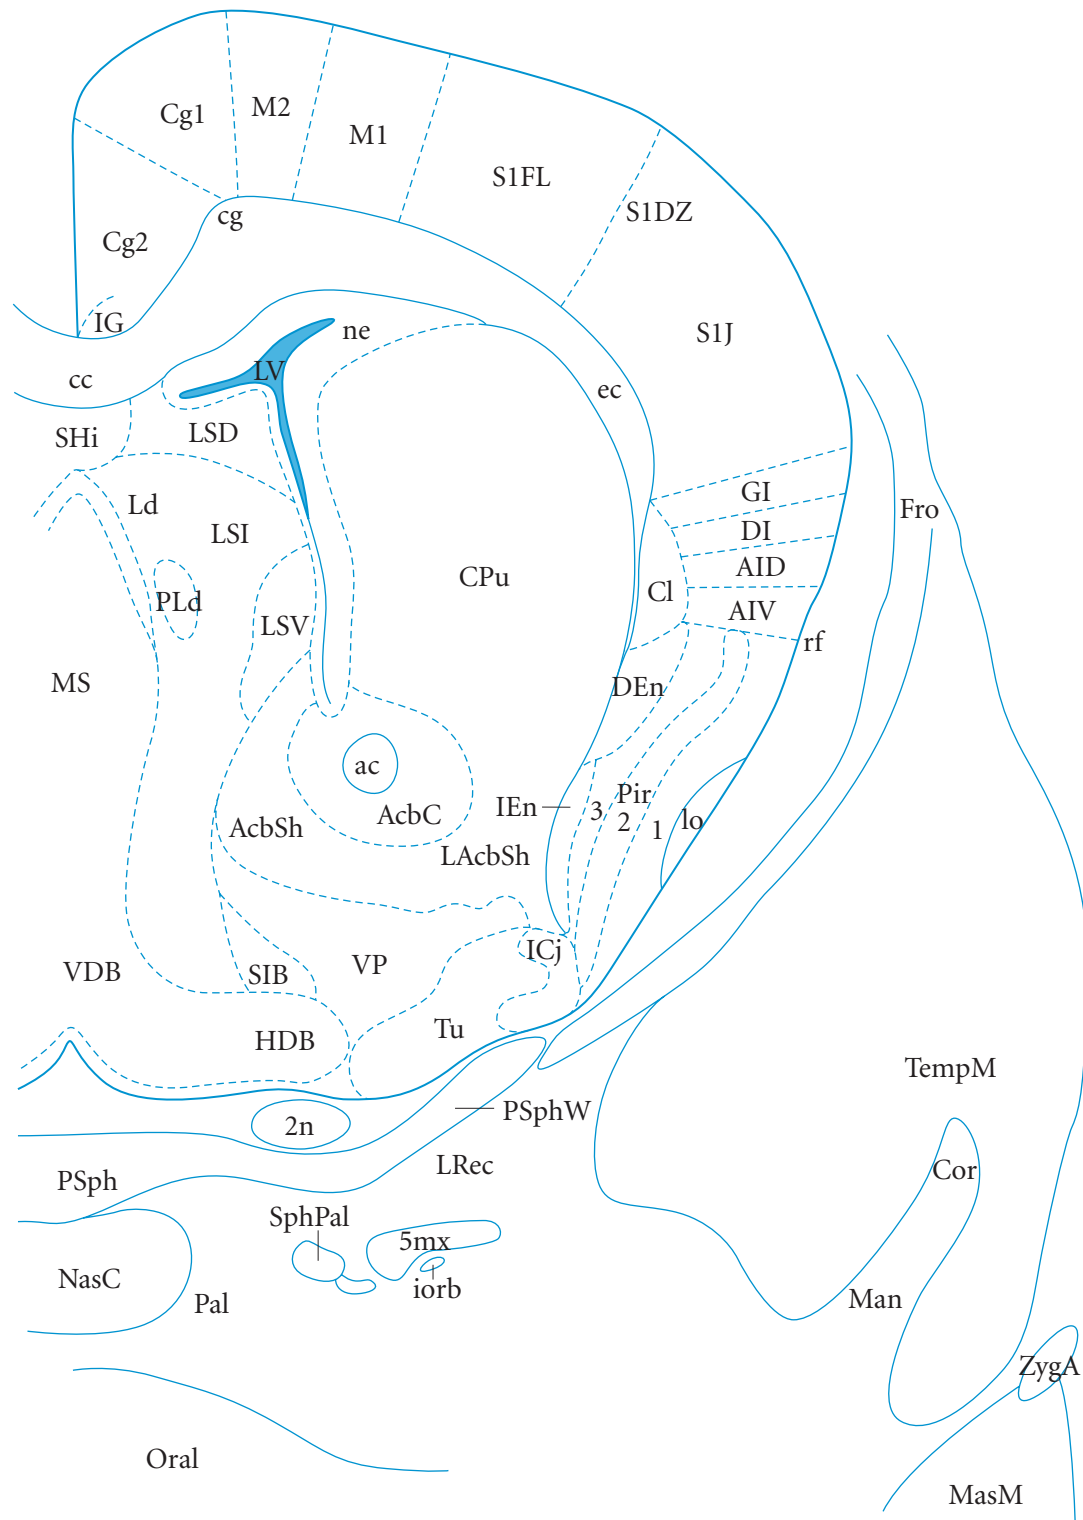 Cg1
M2
M1
S1FL
S1DZ
cg
Cg2
IG
ne
S1J
LV
cc
ec
LSD
SHi
GI
Ld
Fro
LSI
DI
AID
CPu
Cl
PLd
AIV
LSV
rf
MS
DEn
ac
Pir
IEn
3
2
1
lo
AcbC
AcbSh
LAcbSh
ICj
VP
VDB
SIB
Tu
HDB
TempM
PSphW
2n
LRec
Cor
PSph
SphPal
5mx
NasC
iorb
Pal
Man
ZygA
Oral
MasM